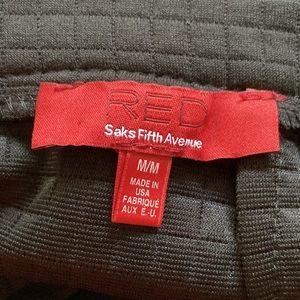 RED
Saks Fifth Avenue
M/M
MADE IN
USA
FABRIQUÉ
AUX E.-U.